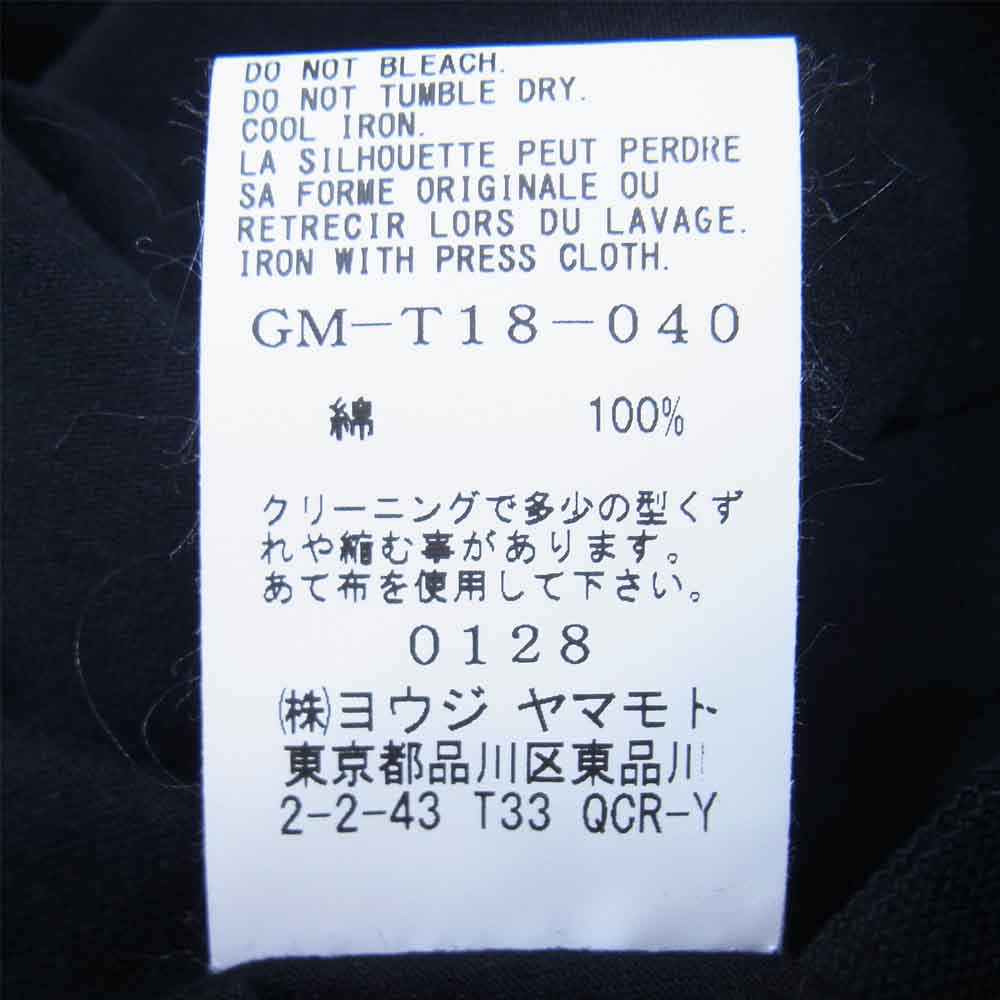 DO NOT BLEACH.
DO NOT TUMBLE DRY.
COOL IRON.
LA SILHOUETTE PEUT PERDRE
SA FORME ORIGINALE OU
RETRECIR LORS DU LAVAGE.
IRON WITH PRESS CLOTH.
GM-T18-040
綿 100%
クリーニングで多少の型くず
れや縮む事があります。
あて布を使用して下さい。
0128
㈱ヨウジ ヤマモト
東京都品川区東品川
2-2-43 T33 QCR-Y